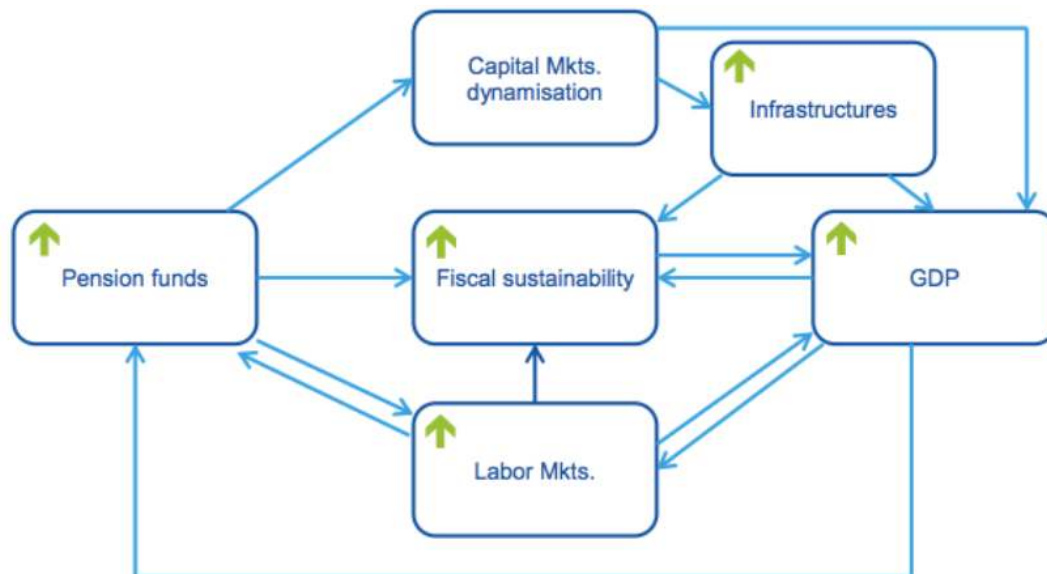 Capital Mkts.
dynamisation
Infrastructures
Pension funds
Fiscal sustainability
GDP
Labor Mkts.